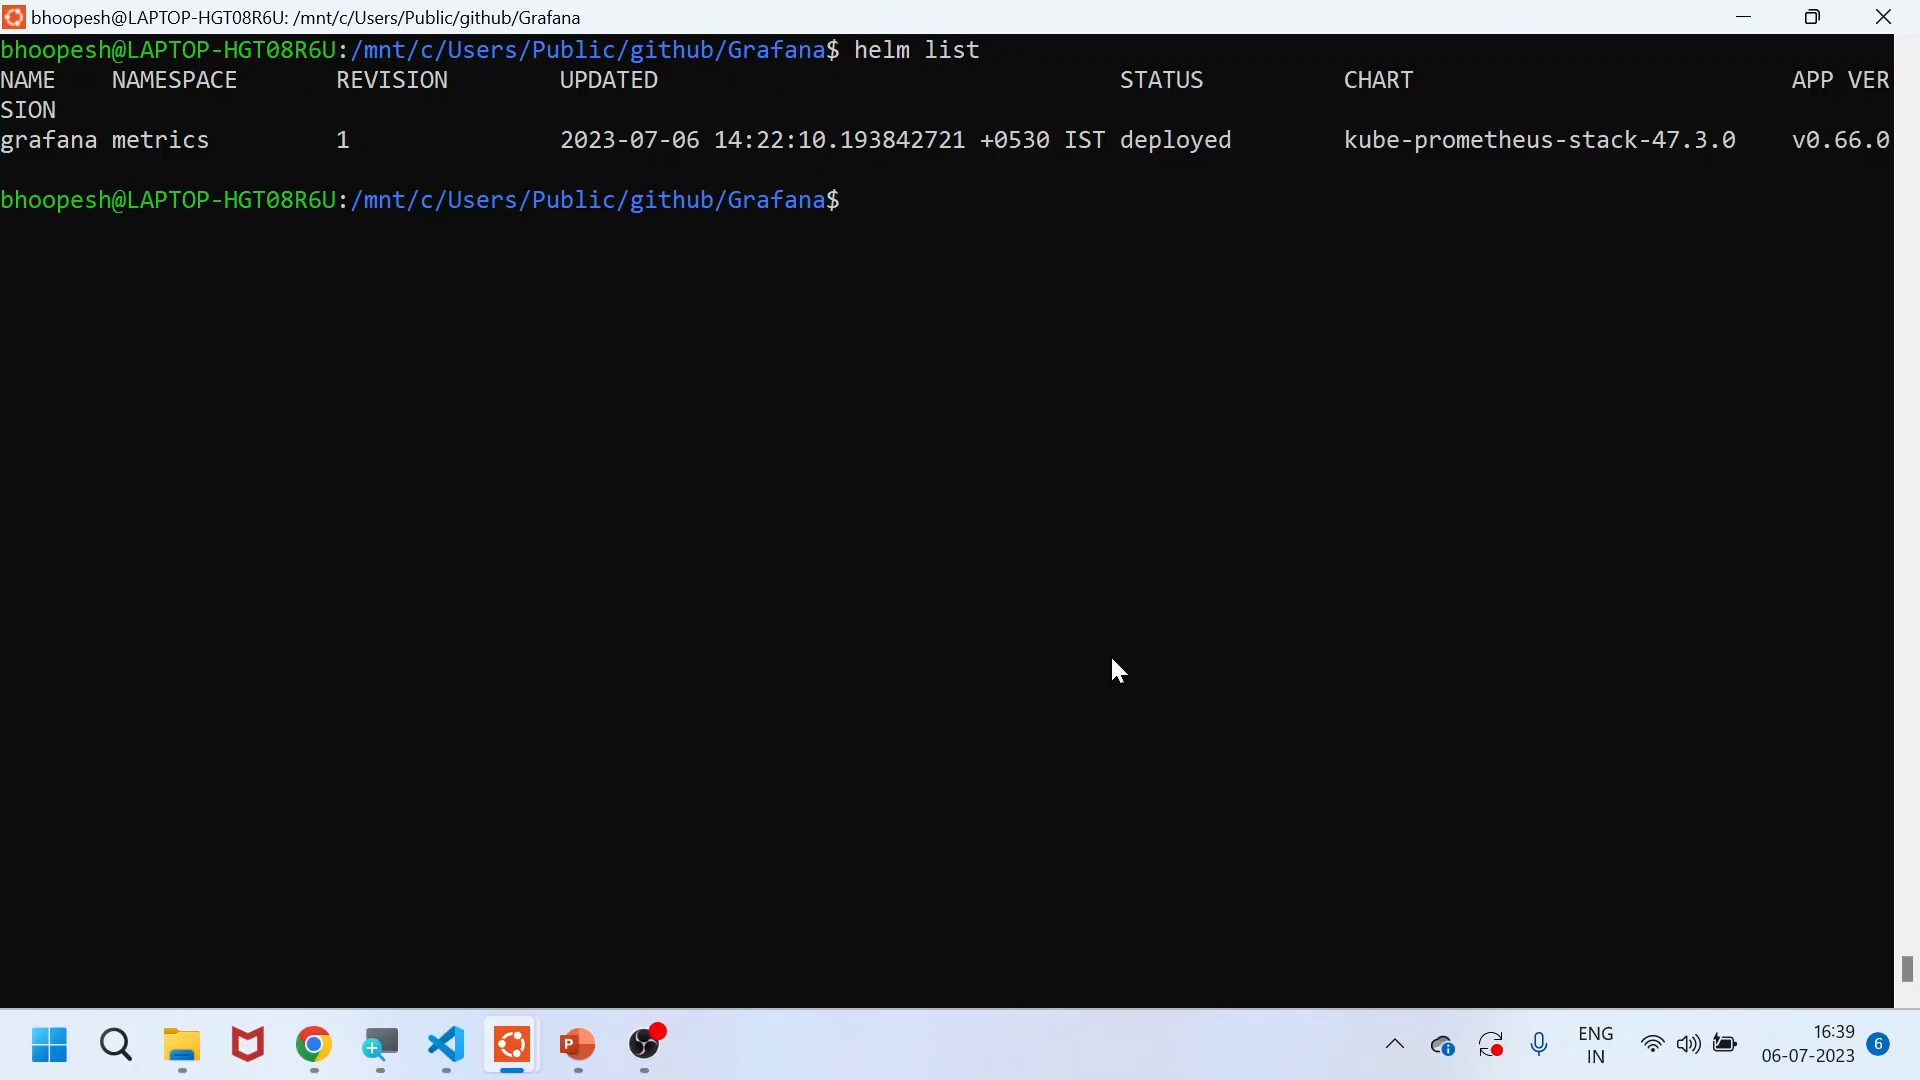 bhoopesh@LAPTOP-HGT08R6U: /mnt/c/Users/Public/github/Grafana
bhoopesh@LAPTOP-HGT08R6U:/mnt/c/Users/Public/github/Grafana$ helm list
NAME NAMESPACE REVISION UPDATED STATUS CHART APP VER
SION
grafana metrics 1 2023-07-06 14:22:10.193842721 +0530 IST deployed kube-prometheus-stack-47.3.0 v0.66.0
bhoopesh@LAPTOP-HGT08R6U:/mnt/c/Users/Public/github/Grafana$
P
ENG
IN
16:39
06-07-2023
6